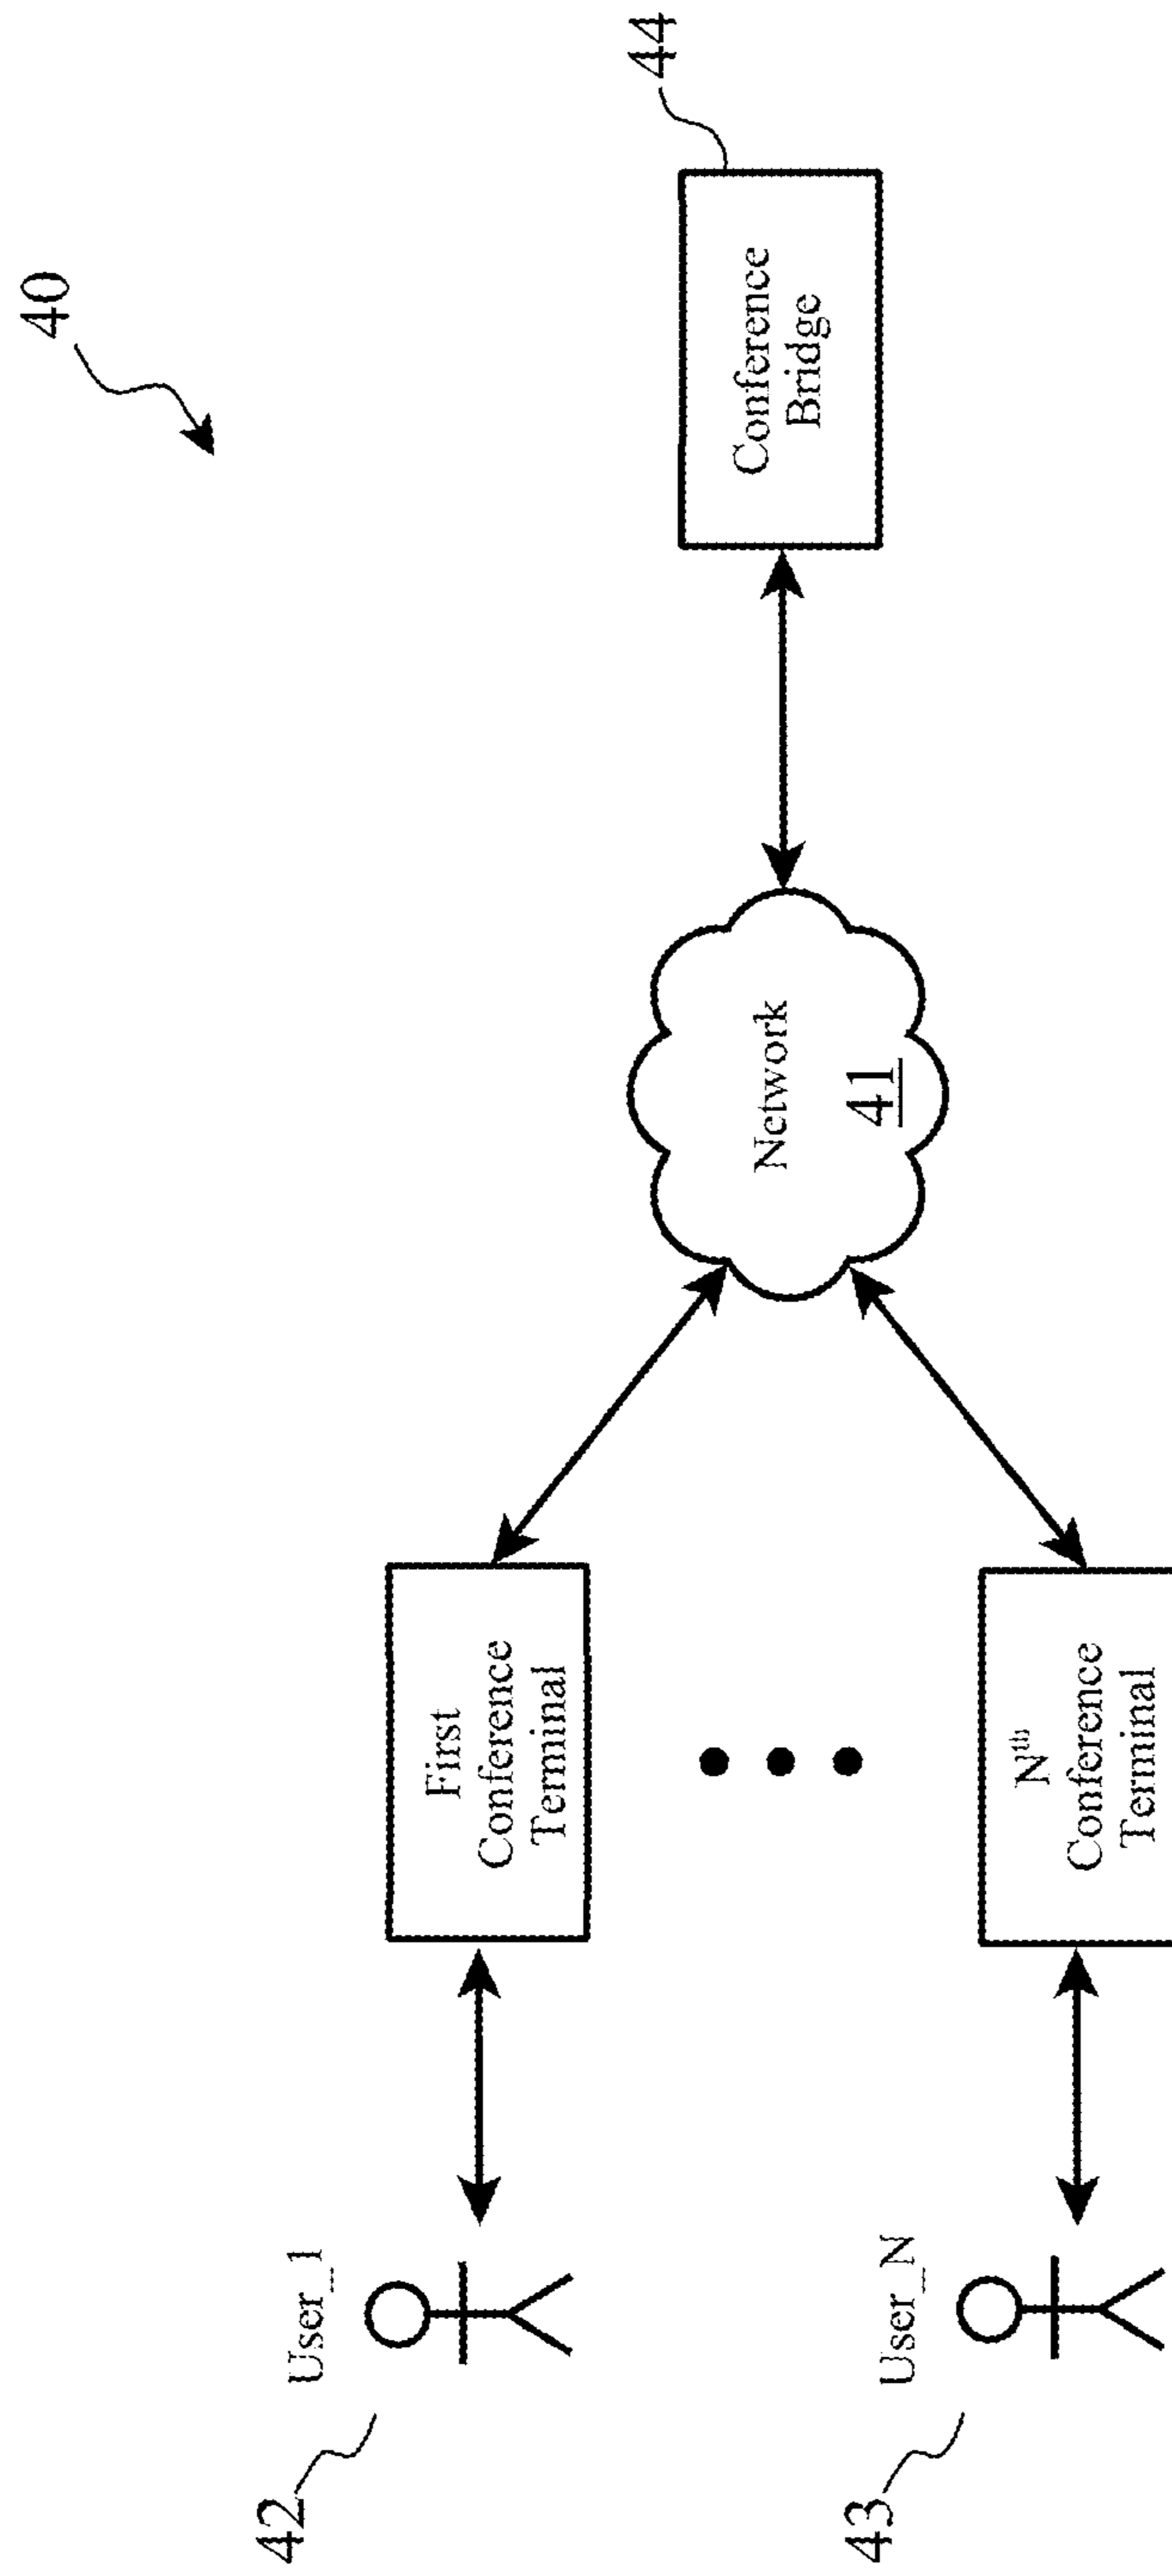 40
42
User_1
First
Conference
Terminal
Network
41
Conference
Bridge
44
43
User_N
Nth
Conference
Terminal